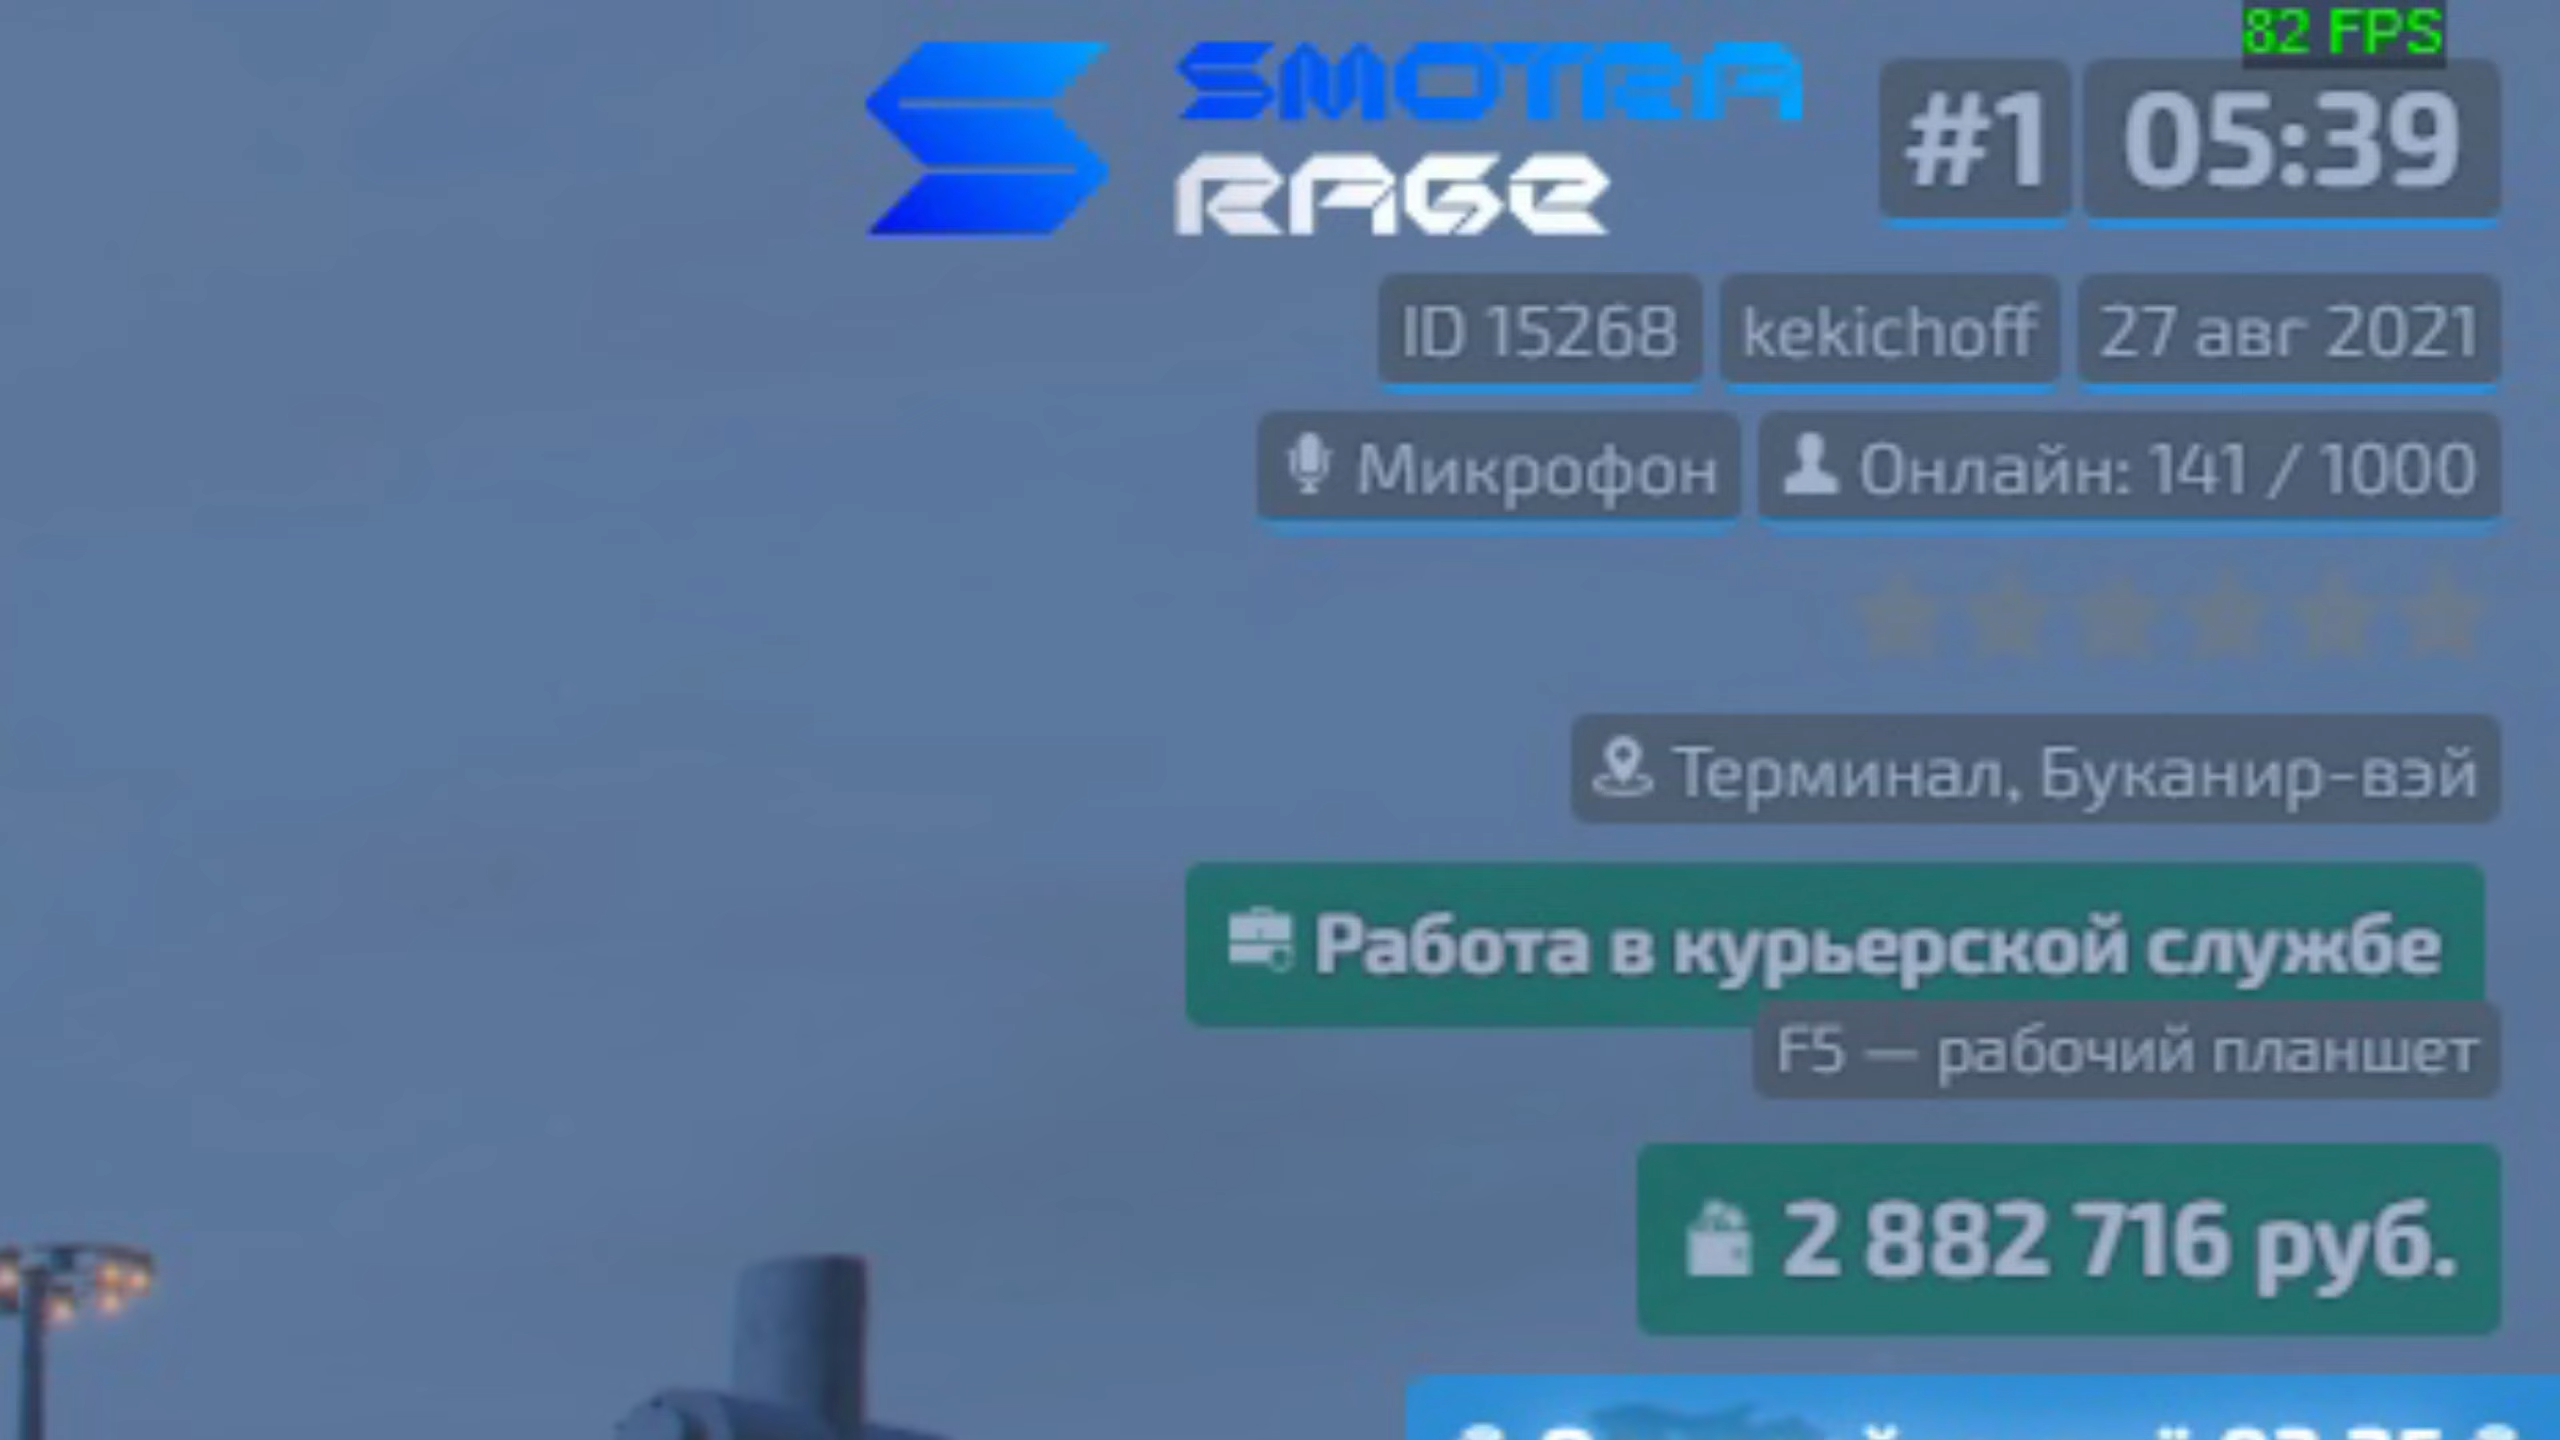 82 FPS
SMOTRA
RAGE
#1 05:39
ID 15268 kekichoff 27 авг 2021
Микрофон Онлайн: 141 / 1000
Терминал, Буканир-вэй
Работа в курьерской службе
F5 — рабочий планшет
2 882 716 руб.